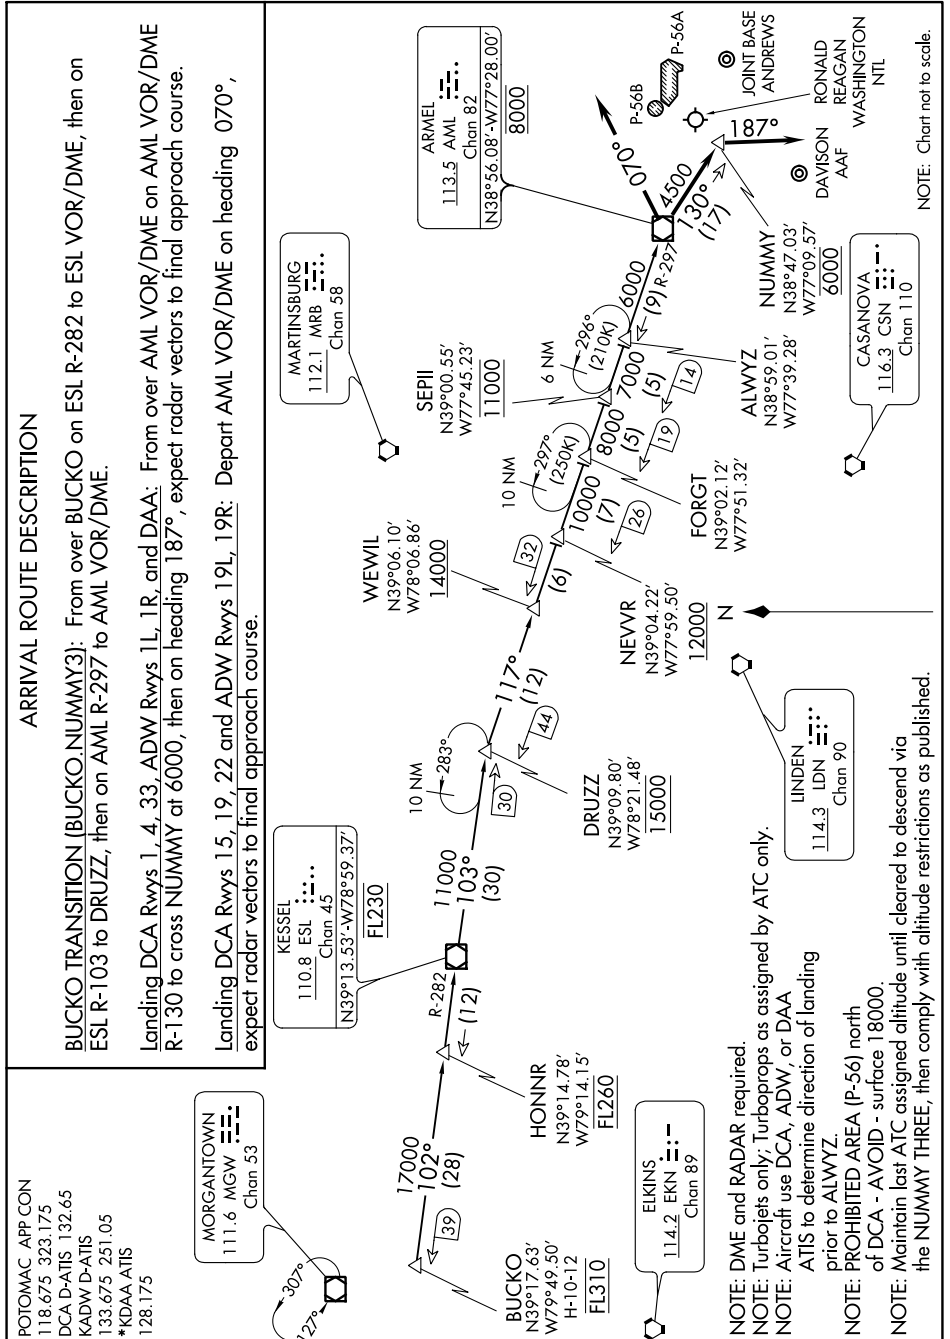 POTOMAC APP CON
118.675 323.175
DCA D-ATIS 132.65
KADW D-ATIS
133.675 251.05
*KDAA ATIS
128.175
ARRIVAL ROUTE DESCRIPTION
BUCKO TRANSITION (BUCKO.NUMMY3): From over BUCKO on ESL R-282 to ESL VOR/DME, then on
ESL R-103 to DRUZZ, then on AML R-297 to AML VOR/DME.
Landing DCA Rwys 1, 4, 33, ADW Rwys 1L, 1R, and DAA: From over AML VOR/DME on AML VOR/DME
R-130 to cross NUMMY at 6000, then on heading 187°, expect radar vectors to final approach course.
Landing DCA Rwys 15, 19, 22 and ADW Rwys 19L, 19R: Depart AML VOR/DME on heading 070°,
expect radar vectors to final approach course.
MORGANTOWN
111.6 MGW
Chan 53
307°
127°
KESSEL
110.8 ESL
Chan 45
N39°13.53'-W78°59.37'
FL230
MARTINSBURG
112.1 MRB
Chan 58
ARMEL
113.5 AML
Chan 82
N38°56.08'-W77°28.00'
8000
BUCKO
N39°17.63'
W79°49.50'
H-10-12
FL310
39
17000
102°
(28)
HONNR
N39°14.78'
W79°14.15'
FL260
R-282
(12)
11000
103°
(30)
10 NM
283°
30
44
DRUZZ
N39°09.80'
W78°21.48'
15000
117°
(12)
WEWIL
N39°06.10'
W78°06.86'
14000
32
(6)
NEVVR
N39°04.22'
W77°59.50'
12000
26
10000
(7)
10 NM
297°
(250K)
FORGT
N39°02.12'
W77°51.32'
19
8000
(5)
SEPII
N39°00.55'
W77°45.23'
11000
14
7000
(5)
6 NM
296°
(210K)
ALWYZ
N38°59.01'
W77°39.28'
6000
(9) R-297
070°
4500
130°
(17)
NUMMY
N38°47.03'
W77°09.57'
6000
187°
P-56B
P-56A
JOINT BASE
ANDREWS
RONALD
REAGAN
WASHINGTON
NTL
DAVISON
AAF
CASANOVA
116.3 CSN
Chan 110
LINDEN
114.3 LDN
Chan 90
ELKINS
114.2 EKN
Chan 89
N
NOTE: DME and RADAR required.
NOTE: Turbojets only; Turboprops as assigned by ATC only.
NOTE: Aircraft use DCA, ADW, or DAA
ATIS to determine direction of landing
prior to ALWYZ.
NOTE: PROHIBITED AREA (P-56) north
of DCA - AVOID - surface 18000.
NOTE: Maintain last ATC assigned altitude until cleared to descend via
the NUMMY THREE, then comply with altitude restrictions as published.
NOTE: Chart not to scale.